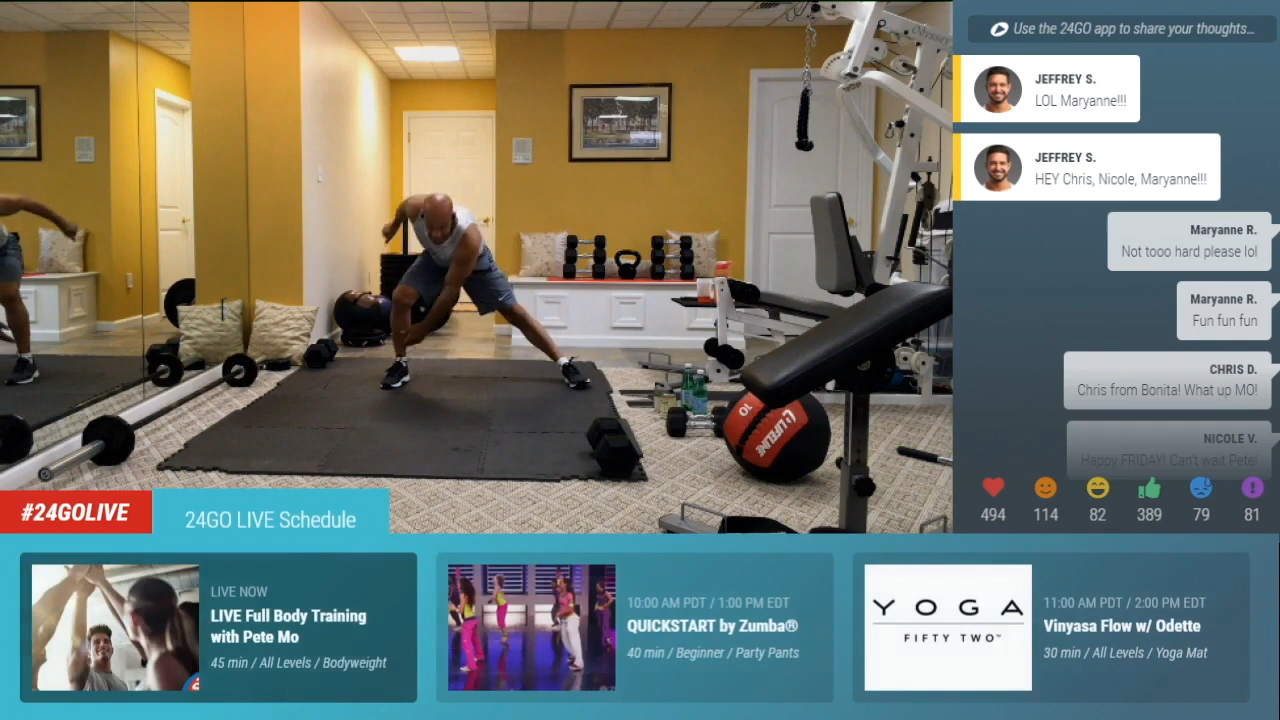 Odyssey
Use the 24GO app to share your thoughts...
JEFFREY S.
LOL Maryanne!!!
JEFFREY S.
HEY Chris, Nicole, Maryanne!!!
Maryanne R.
Not tooo hard please lol
Maryanne R.
Fun fun fun
CHRIS D.
Chris from Bonita! What up MO!
NICOLE V.
Happy FRIDAY! Can't wait Pete!
494 114 82 389 79 81
10
LIFELINE
#24GOLIVE
24GO LIVE Schedule
LIVE NOW
LIVE Full Body Training
with Pete Mo
45 min / All Levels / Bodyweight
10:00 AM PDT / 1:00 PM EDT
QUICKSTART by Zumba®
40 min / Beginner / Party Pants
YOGA
FIFTY TWO™
11:00 AM PDT / 2:00 PM EDT
Vinyasa Flow w/ Odette
30 min / All Levels / Yoga Mat